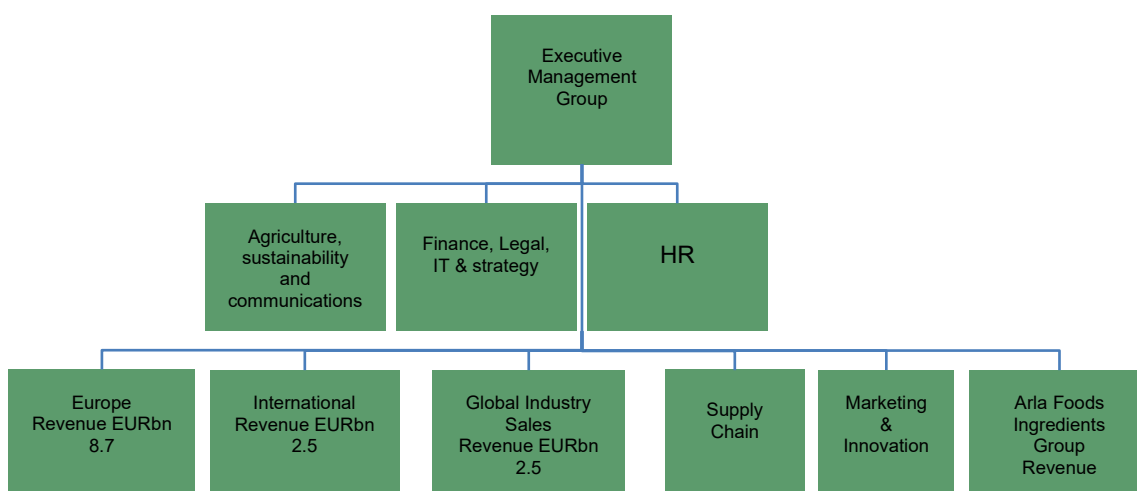 Executive
Management
Group
Agriculture,
sustainability
and
communications
Finance, Legal,
IT & strategy
HR
Europe
Revenue EURbn
8.7
International
Revenue EURbn
2.5
Global Industry
Sales
Revenue EURbn
2.5
Supply
Chain
Marketing
&
Innovation
Arla Foods
Ingredients
Group
Revenue